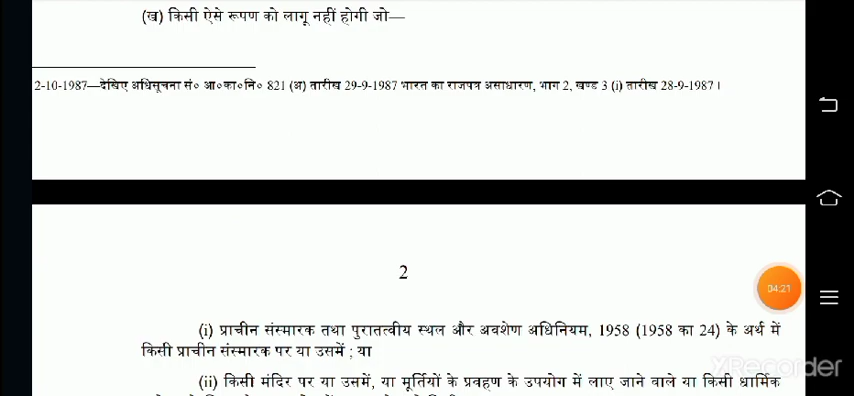 (ख) किसी ऐसे रूपण को लागू नहीं होगी जो—
2-10-1987—देखिए अधिसूचना सं० आ०का०नि० 821 (अ) तारीख 29-9-1987 भारत का राजपत्र असाधारण, भाग 2, खण्ड 3 (i) तारीख 28-9-1987 ।
2
04:21
(i) प्राचीन संस्मारक तथा पुरातत्वीय स्थल और अवशेण अधिनियम, 1958 (1958 का 24) के अर्थ में
किसी प्राचीन संस्मारक पर या उसमें ; या
XRecorder
(ii) किसी मंदिर पर या उसमें, या मूर्तियों के प्रवहण के उपयोग में लाए जाने वाले या किसी धार्मिक